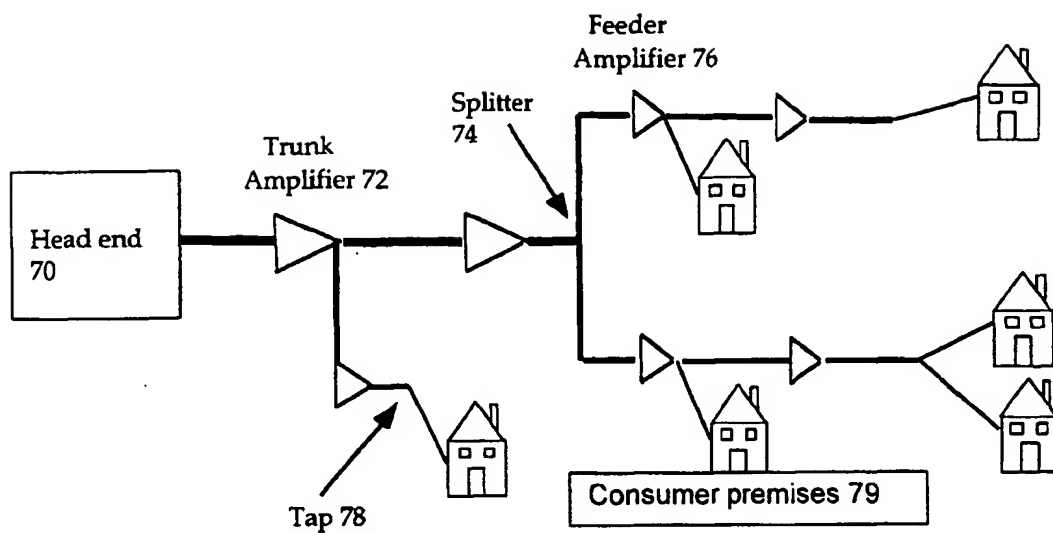 Feeder
Amplifier 76
Splitter
74
Trunk
Amplifier 72
Head end
70
Consumer premises 79
Tap 78